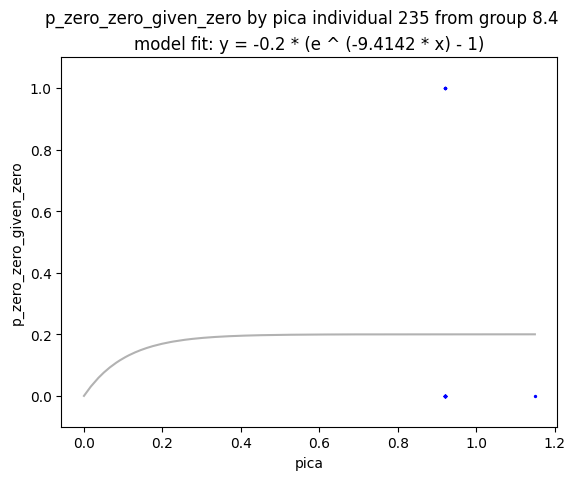 p_zero_zero_given_zero by pica individual 235 from group 8.4
model fit: y = -0.2 * (e ^ (-9.4142 * x) - 1)
1.0
0.8
0.6
0.4
0.2
0.0
p_zero_zero_given_zero
0.0 0.2 0.4 0.6 0.8 1.0 1.2
pica